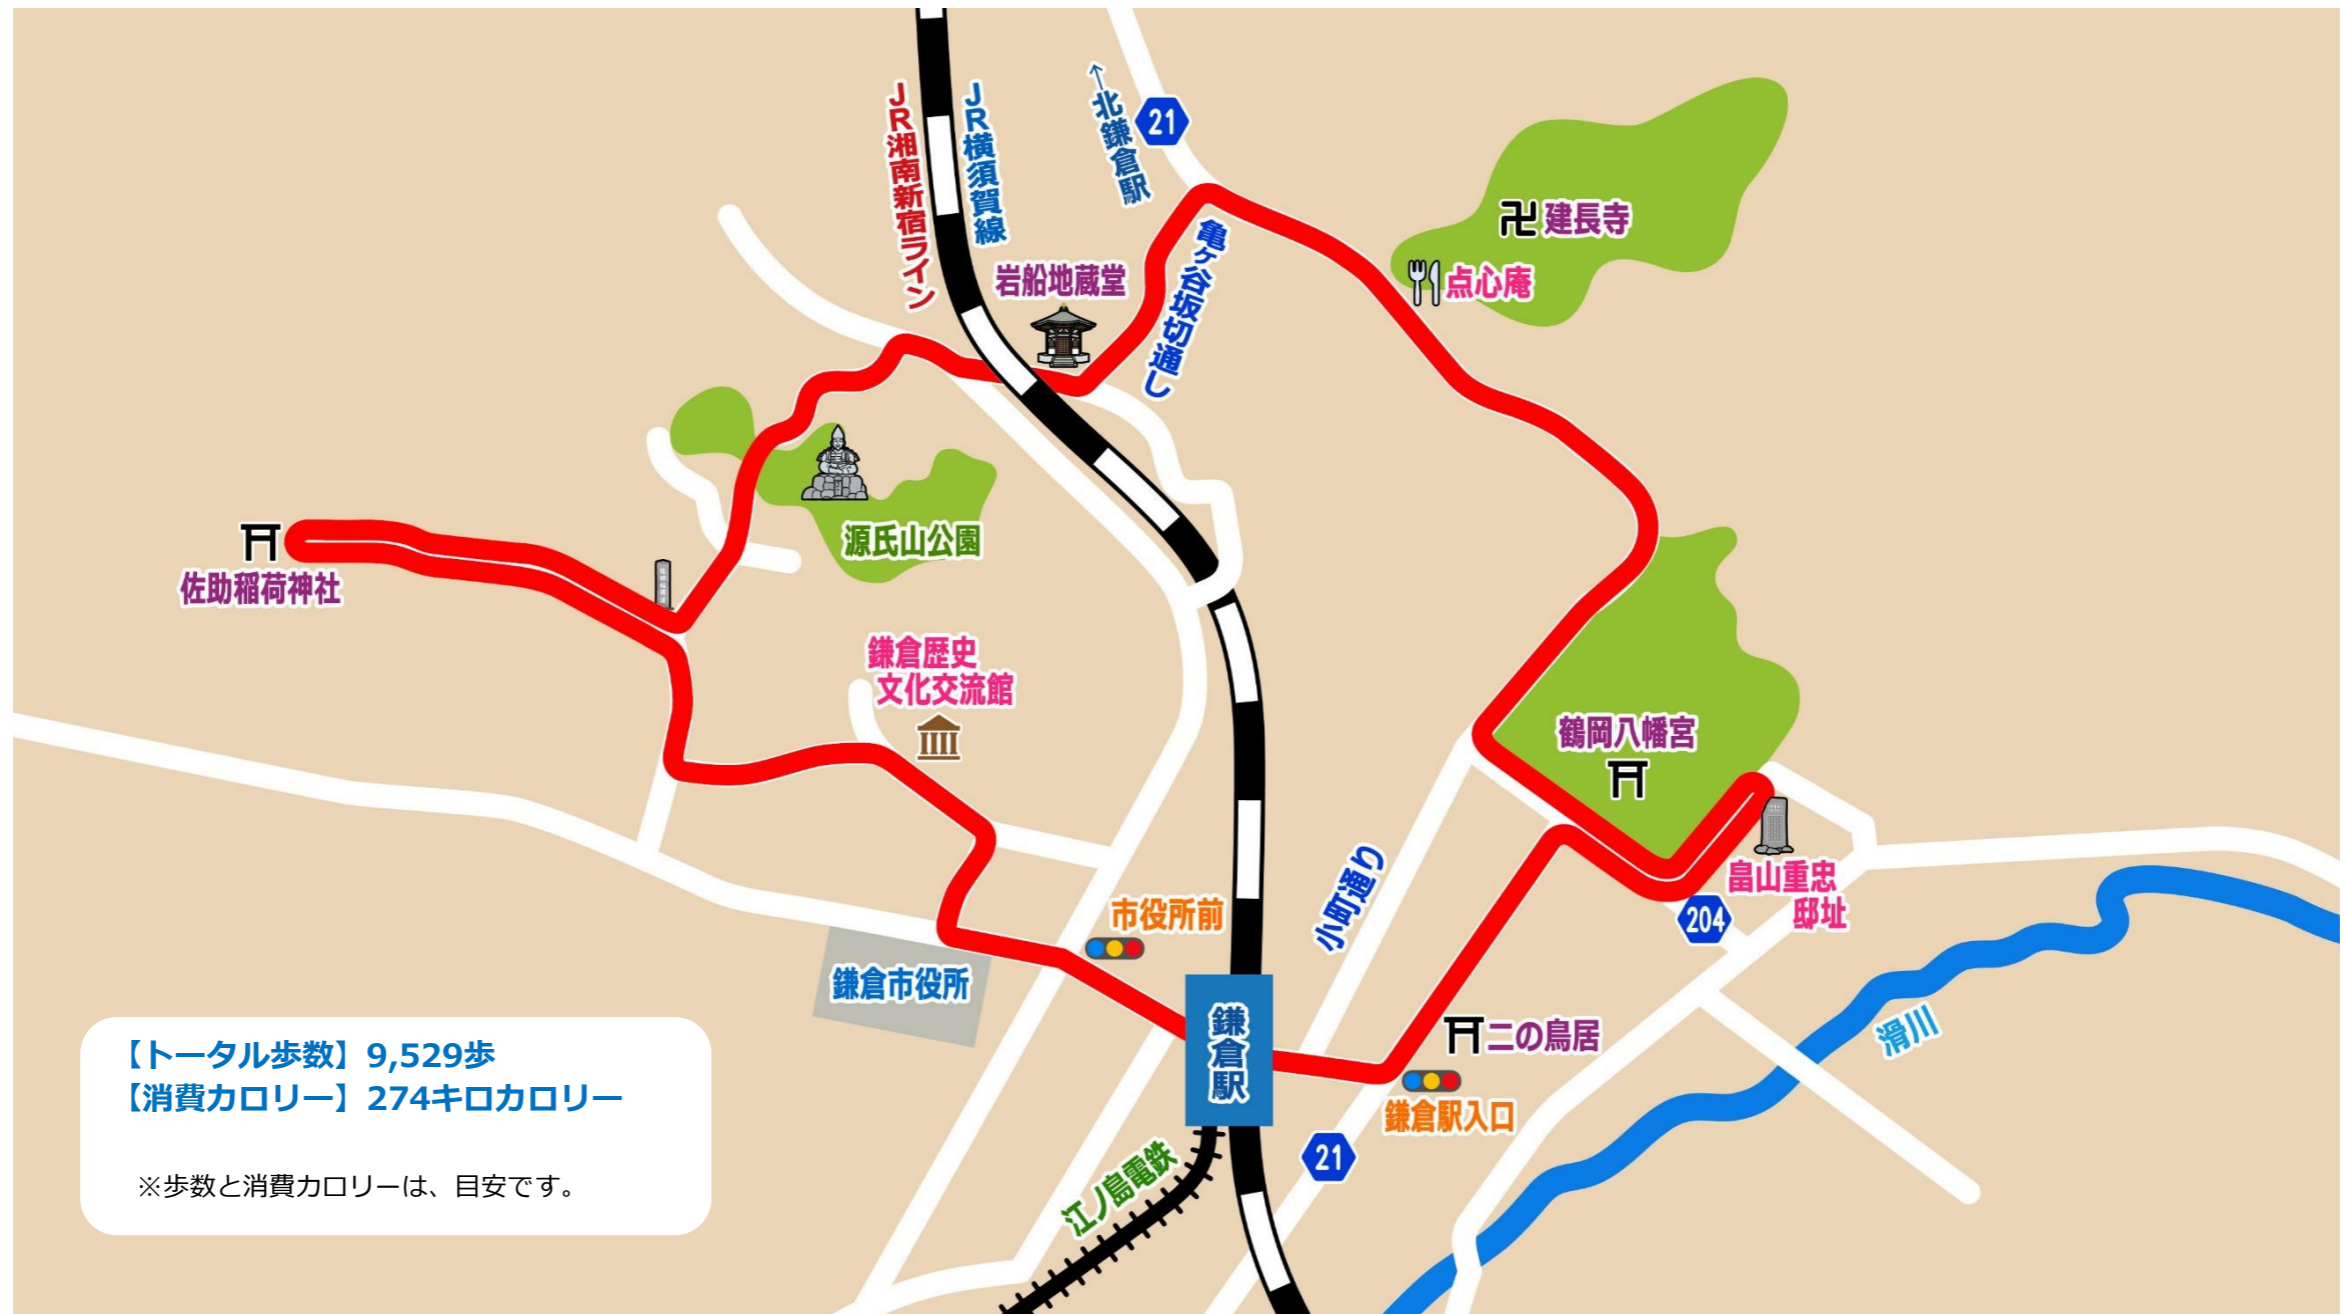 JR湘南新宿ライン
JR横須賀線
←北鎌倉駅
21
亀ヶ谷坂切通し
岩船地蔵堂
建長寺
点心庵
源氏山公園
佐助稲荷神社
鎌倉歴史
文化交流館
鶴岡八幡宮
畠山重忠
邸址
204
小町通り
市役所前
鎌倉市役所
鎌倉駅
二の鳥居
鎌倉駅入口
滑川
21
江ノ島電鉄
【トータル歩数】9,529歩
【消費カロリー】274キロカロリー
※歩数と消費カロリーは、目安です。